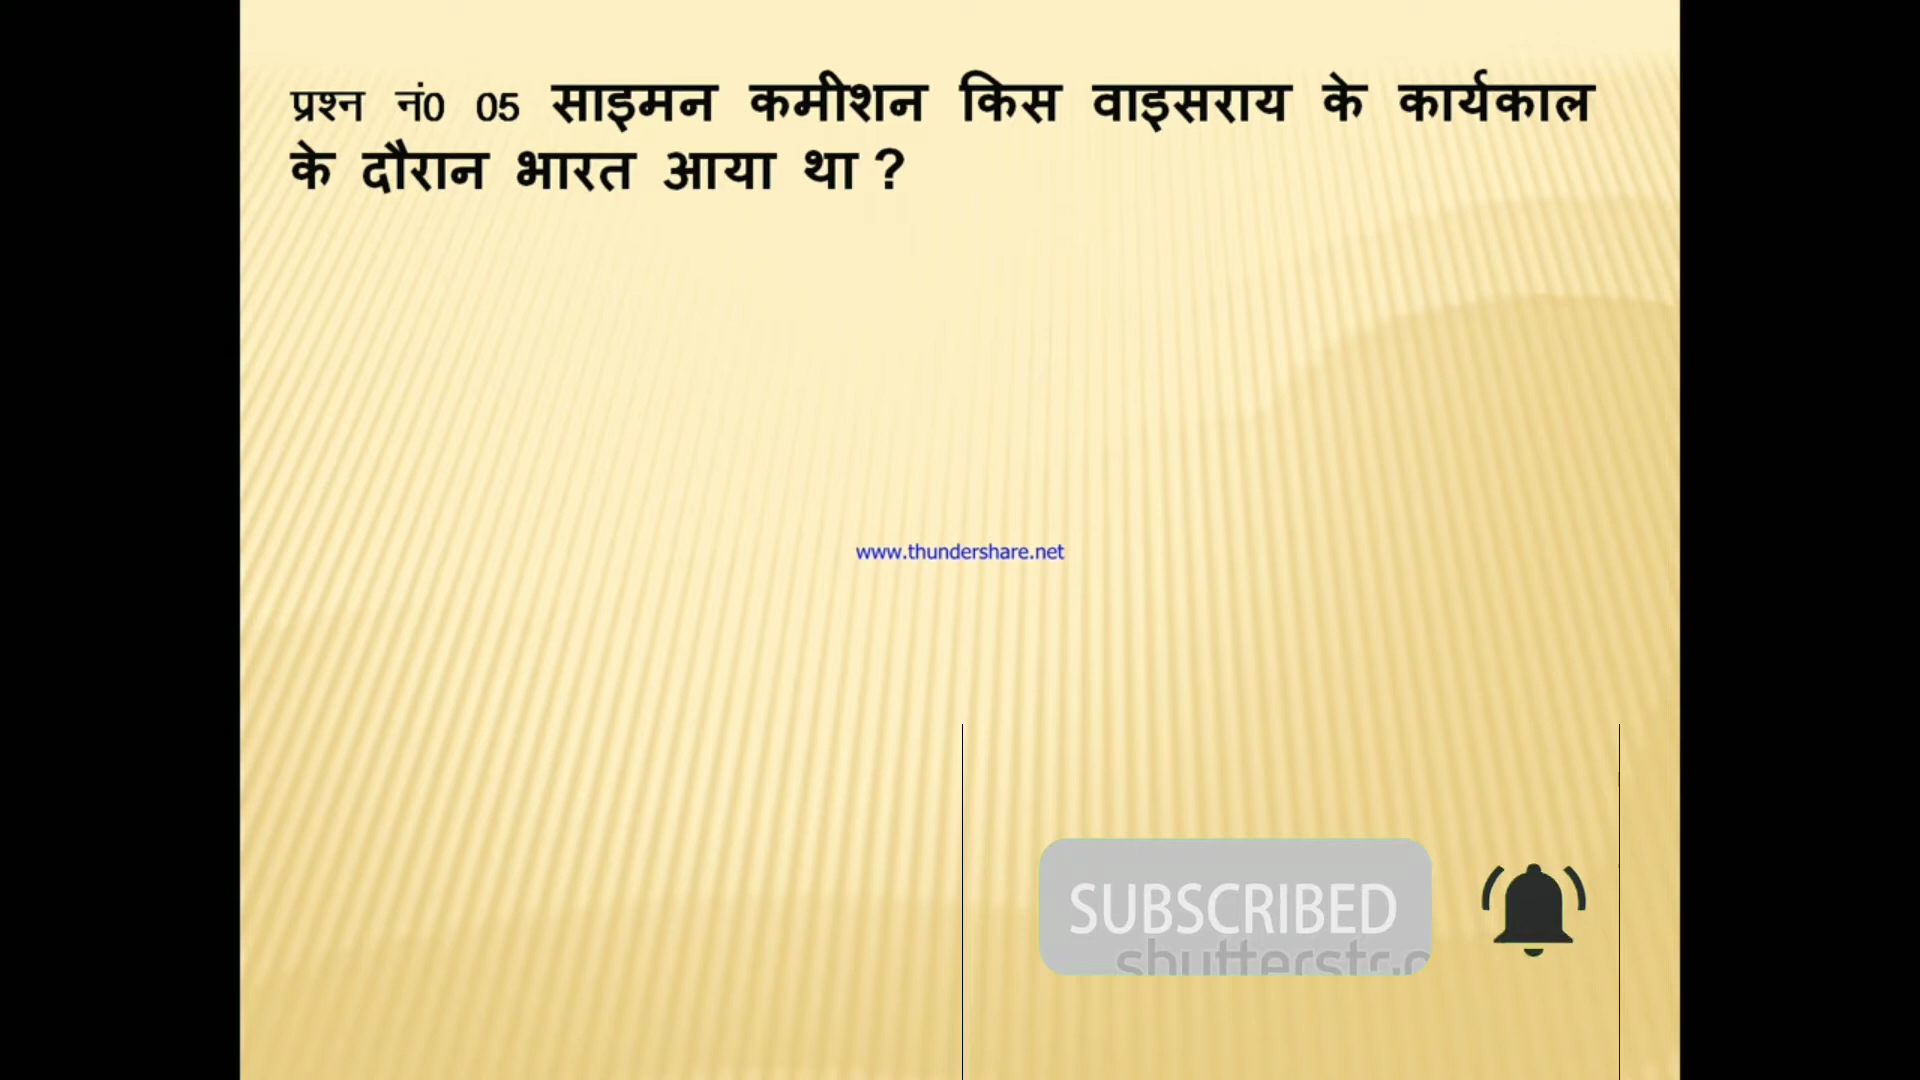 प्रश्न नं0 05 साइमन कमीशन किस वाइसराय के कार्यकाल
के दौरान भारत आया था ?
www.thundershare.net
SUBSCRIBED